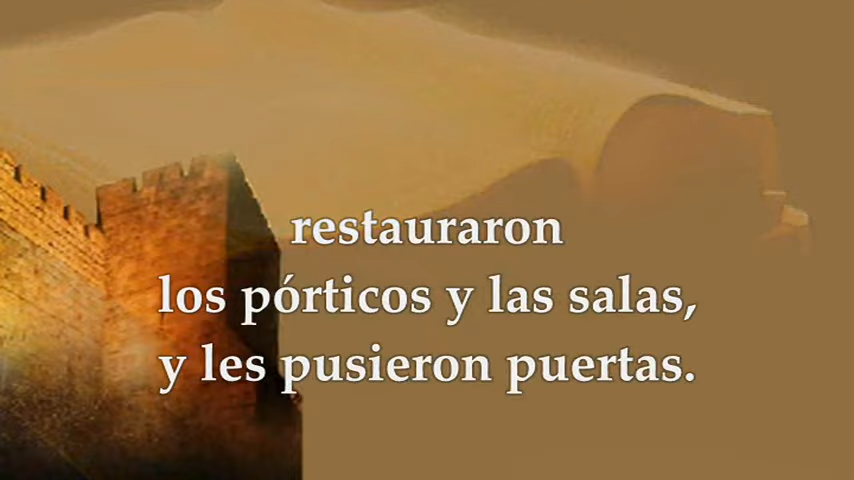 restauraron
los pórticos y las salas,
y les pusieron puertas.